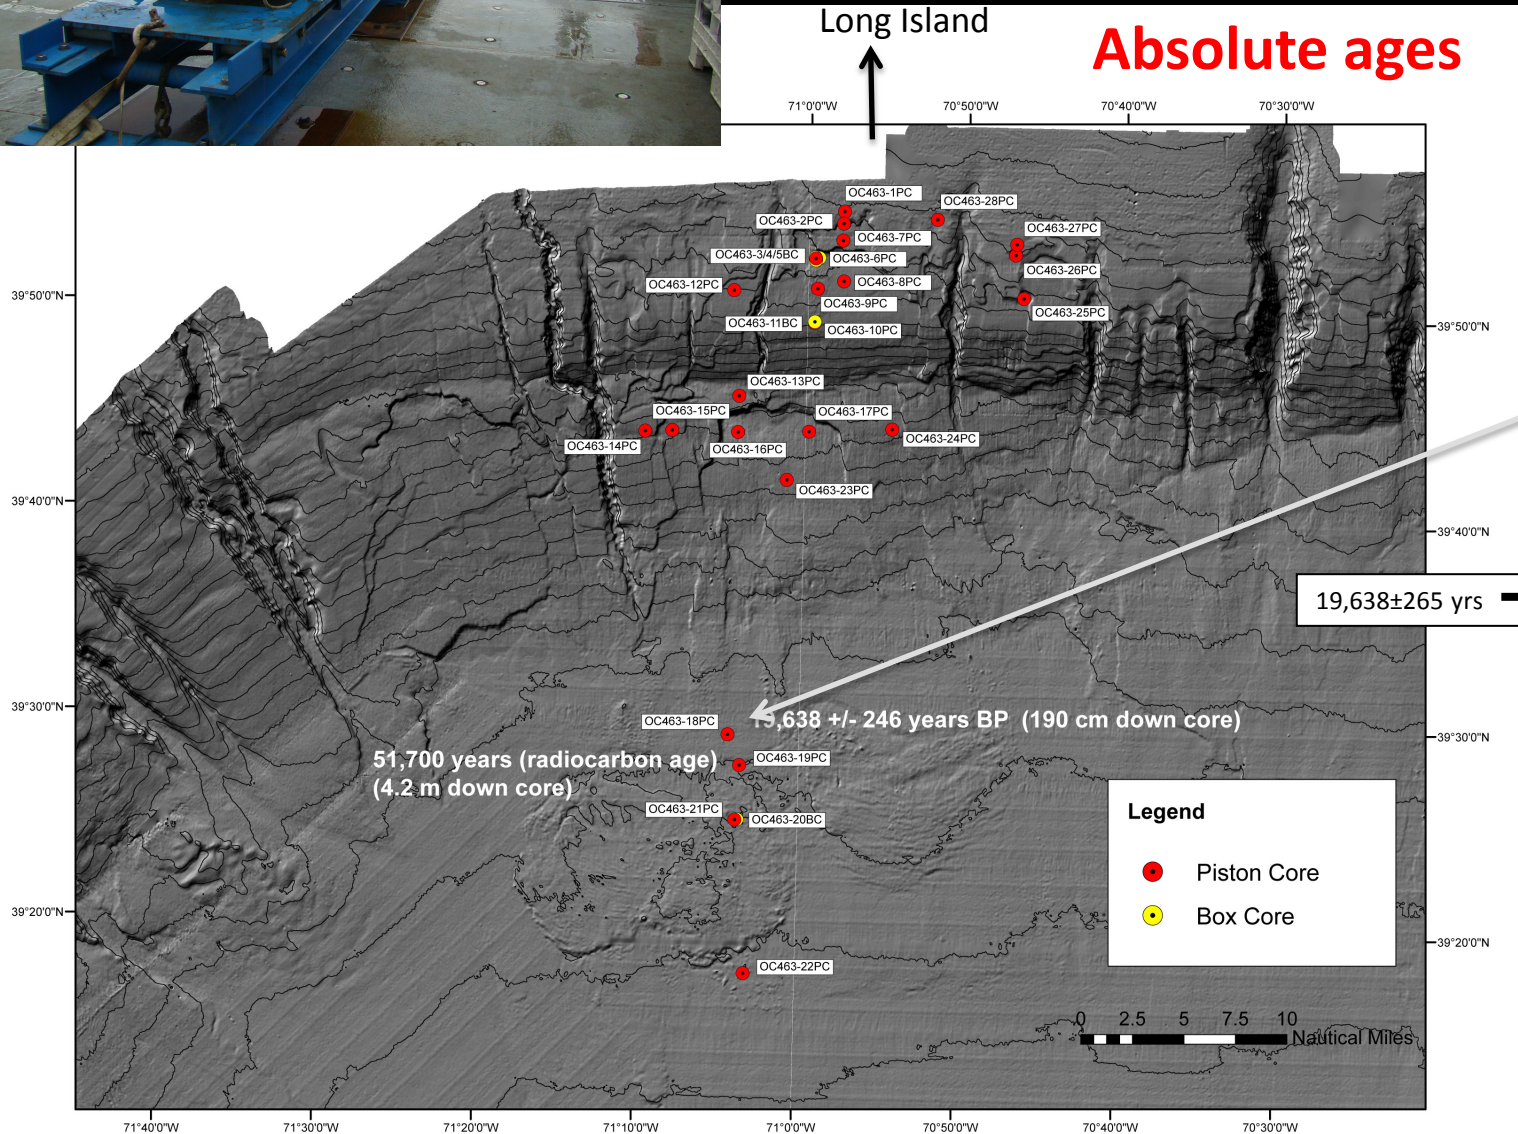 Long Island
Absolute ages
71°0'0"W
70°50'0"W
70°40'0"W
70°30'0"W
OC463-1PC
OC463-28PC
OC463-2PC
OC463-27PC
OC463-7PC
OC463-3/4/5BC
OC463-6PC
OC463-26PC
OC463-12PC
OC463-8PC
39°50'0"N
OC463-9PC
OC463-25PC
OC463-11BC
OC463-10PC
39°50'0"N
OC463-13PC
OC463-15PC
OC463-17PC
OC463-14PC
OC463-16PC
OC463-24PC
OC463-23PC
39°40'0"N
39°40'0"N
19,638±265 yrs
39°30'0"N
OC463-18PC
,638 +/- 246 years BP (190 cm down core)
39°30'0"N
51,700 years (radiocarbon age)
(4.2 m down core)
OC463-19PC
OC463-21PC
OC463-20BC
Legend
Piston Core
Box Core
39°20'0"N
39°20'0"N
OC463-22PC
0 2.5 5 7.5 10
Nautical Miles
71°40'0"W
71°30'0"W
71°20'0"W
71°10'0"W
71°0'0"W
70°50'0"W
70°40'0"W
70°30'0"W